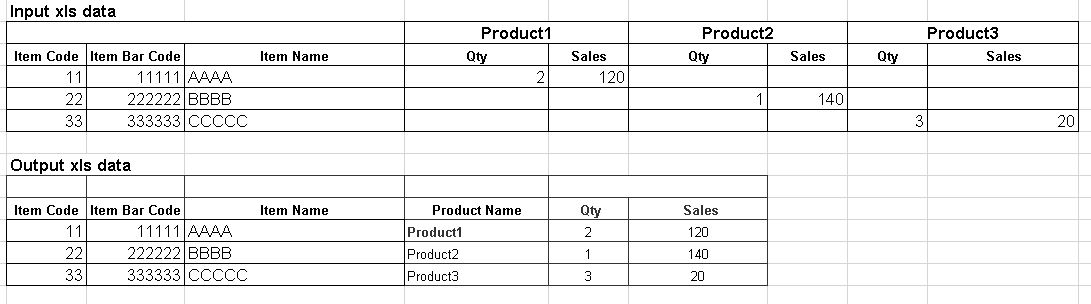 Input xls data
Product1 Product2 Product3
Item Code Item Bar Code Item Name Qty Sales Qty Sales Qty Sales
11 11111 AAAA 2 120
22 222222 BBBB 1 140
33 333333 CCCCC 3 20
Output xls data
Item Code Item Bar Code Item Name Product Name Qty Sales
11 11111 AAAA Product1 2 120
22 222222 BBBB Product2 1 140
33 333333 CCCCC Product3 3 20